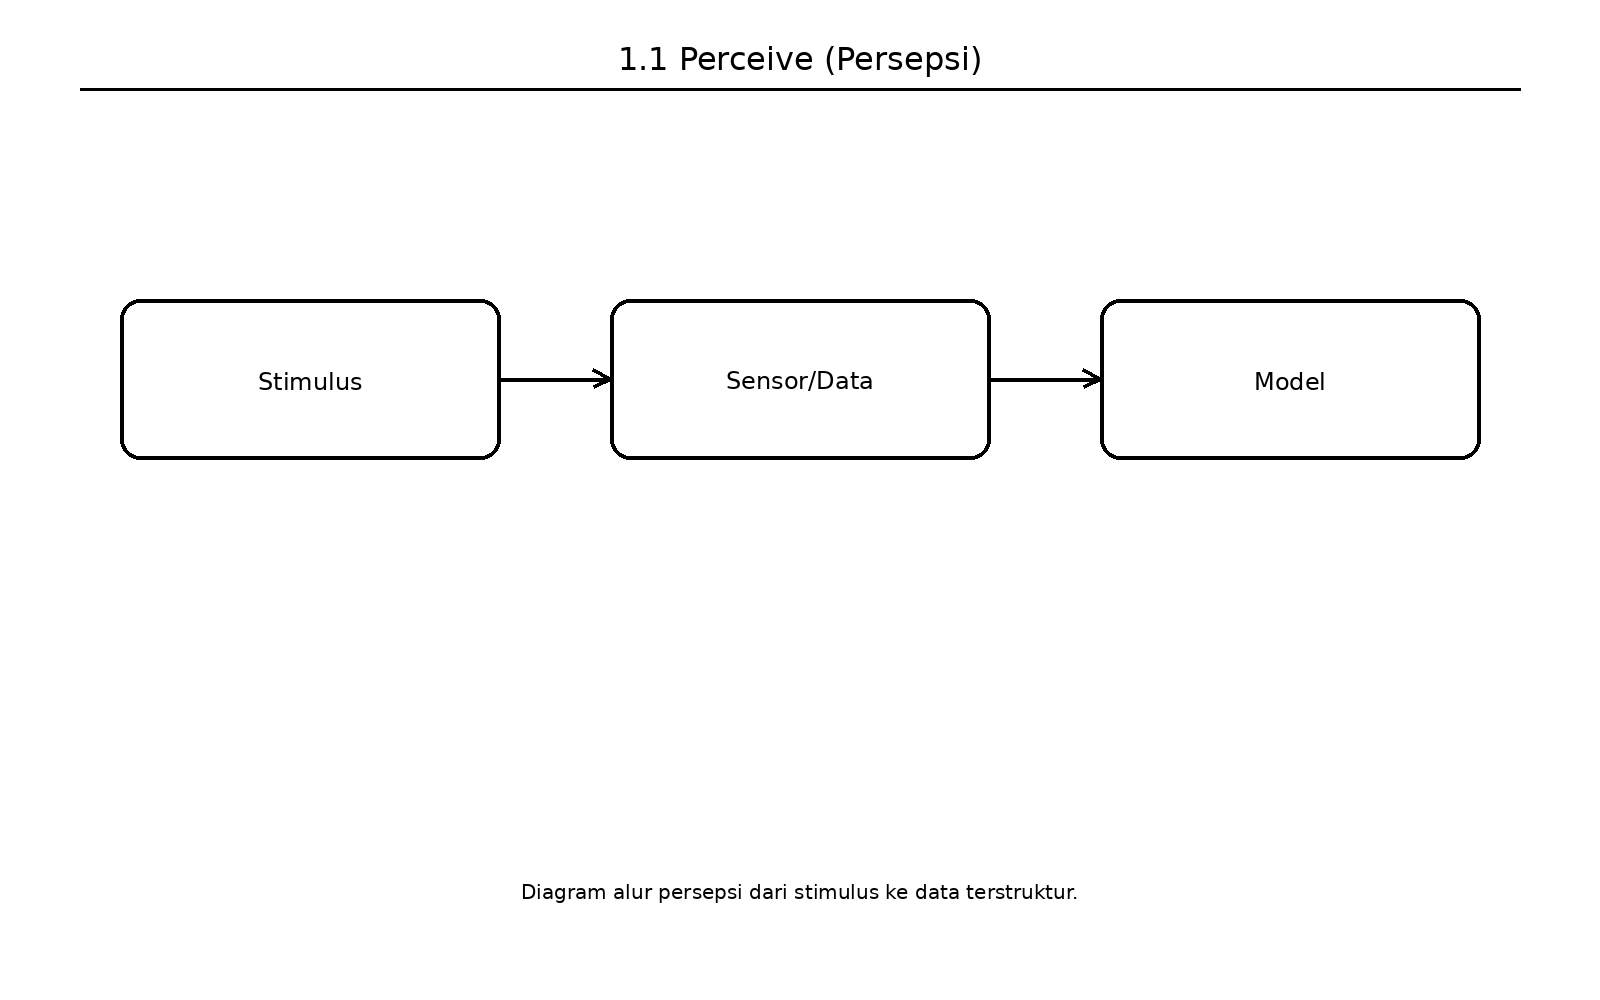 1.1 Perceive (Persepsi)
Stimulus
Sensor/Data
Model
Diagram alur persepsi dari stimulus ke data terstruktur.